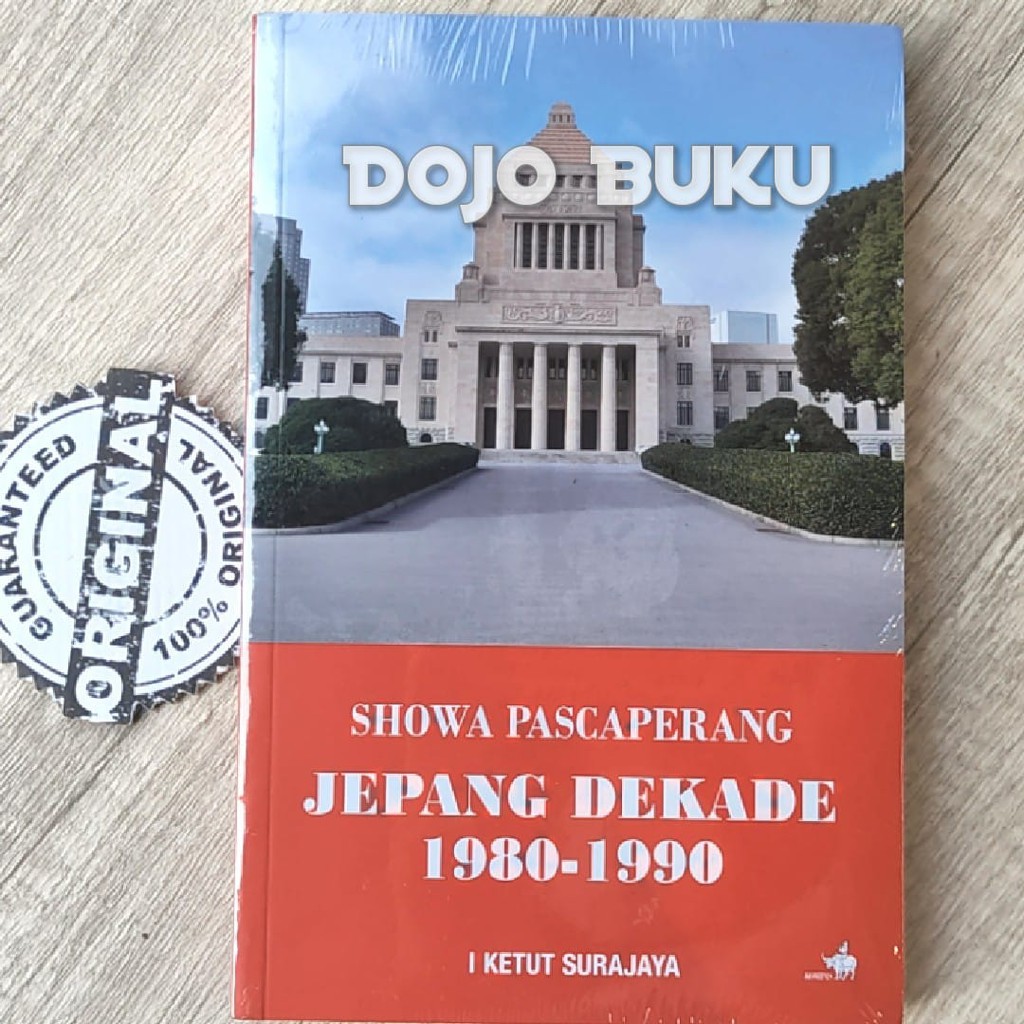 DOJO BUKU
GUARANTEED
ORIGINAL
100% ORIGINAL
SHOWA PASCAPERANG
JEPANG DEKADE
1980-1990
I KETUT SURAJAYA